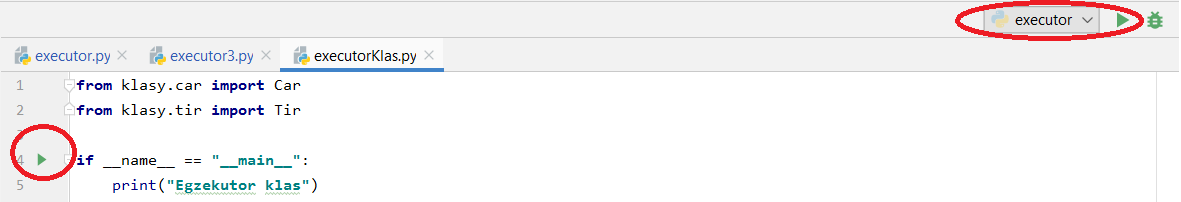 executor
executor.py executor3.py executorKlas.py
1 from klasy.car import Car
2 from klasy.tir import Tir
4 if __name__ == "__main__":
5 print("Egzekutor klas")